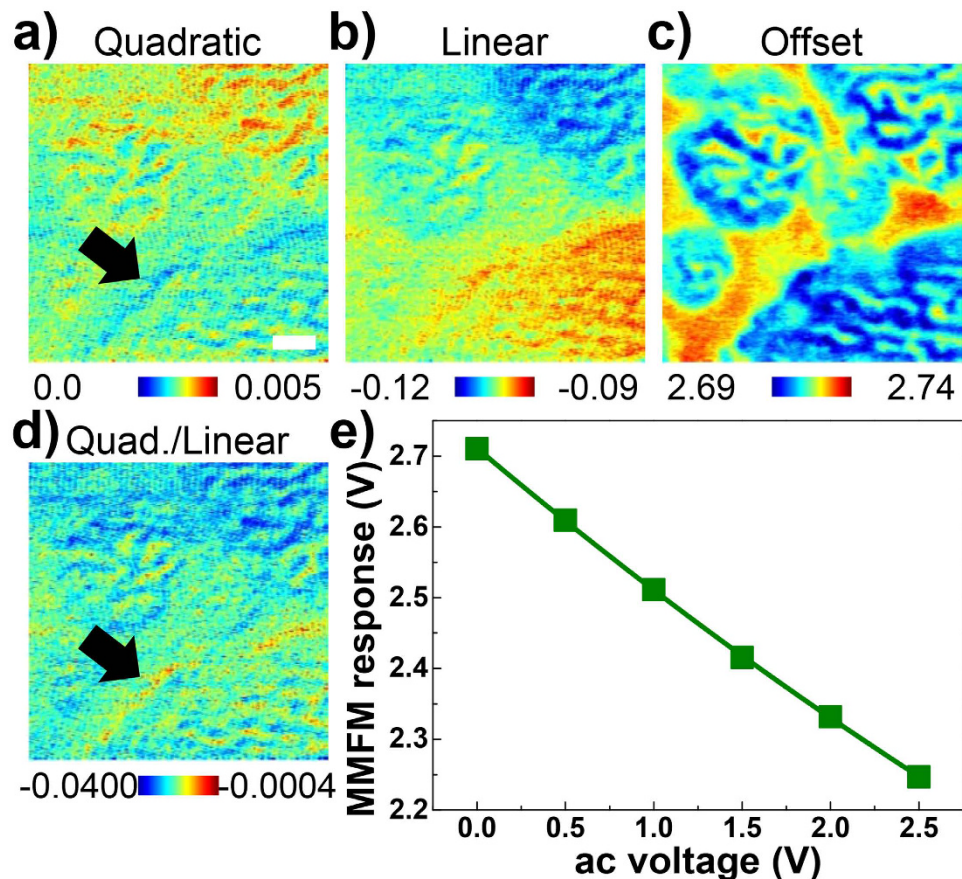 a) Quadratic
b) Linear
c) Offset
0.0 0.005
-0.12 -0.09
2.69 2.74
d) Quad./Linear
-0.0400 -0.0004
e)
MMFM response (V)
2.7
2.6
2.5
2.4
2.3
2.2
0.0 0.5 1.0 1.5 2.0 2.5
ac voltage (V)